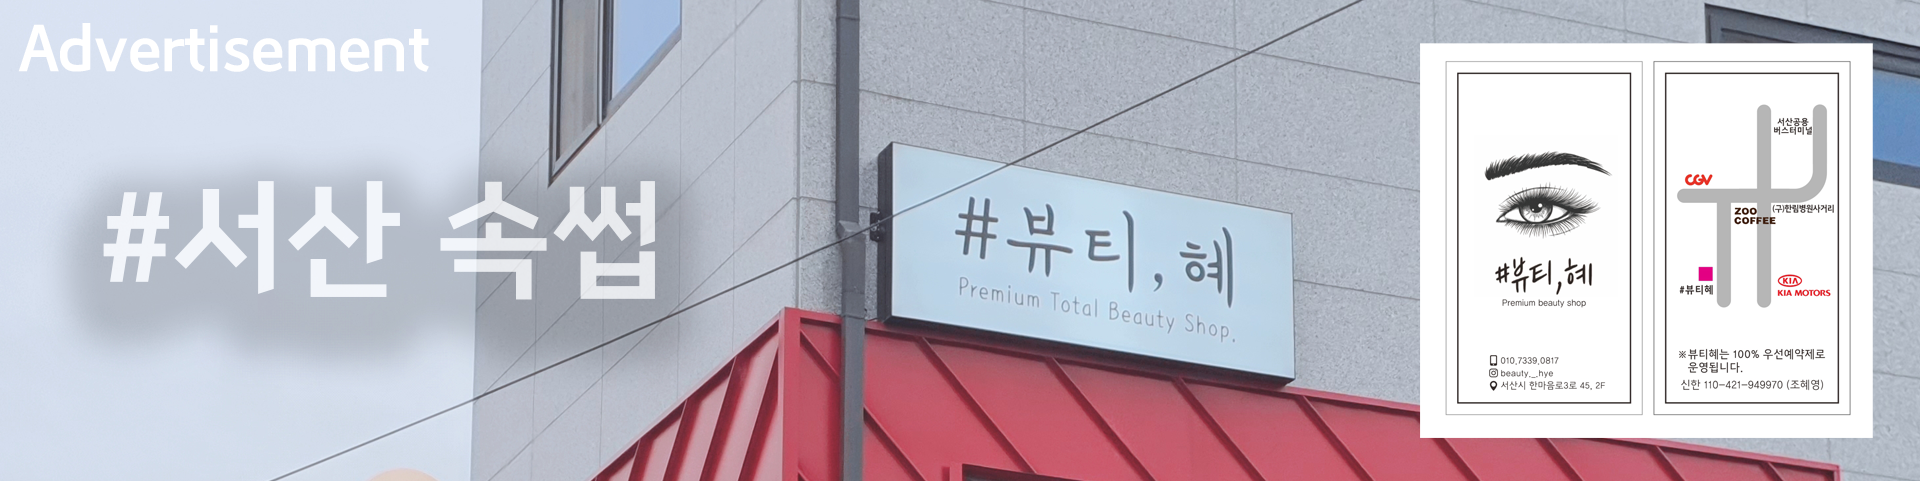 Advertisement
#서산 속썹
#뷰티,혜
Premium Total Beauty Shop.
#뷰티,혜
Premium beauty shop
010.7339.0817
beauty._.hye
서산시 한마음로3로 45, 2F
서산공용
버스터미널
CGV
ZOO
COFFEE
(구)한림병원사거리
#뷰티혜
KIA
KIA MOTORS
※뷰티혜는 100% 우선예약제로
운영됩니다.
신한 110-421-949970 (조혜영)